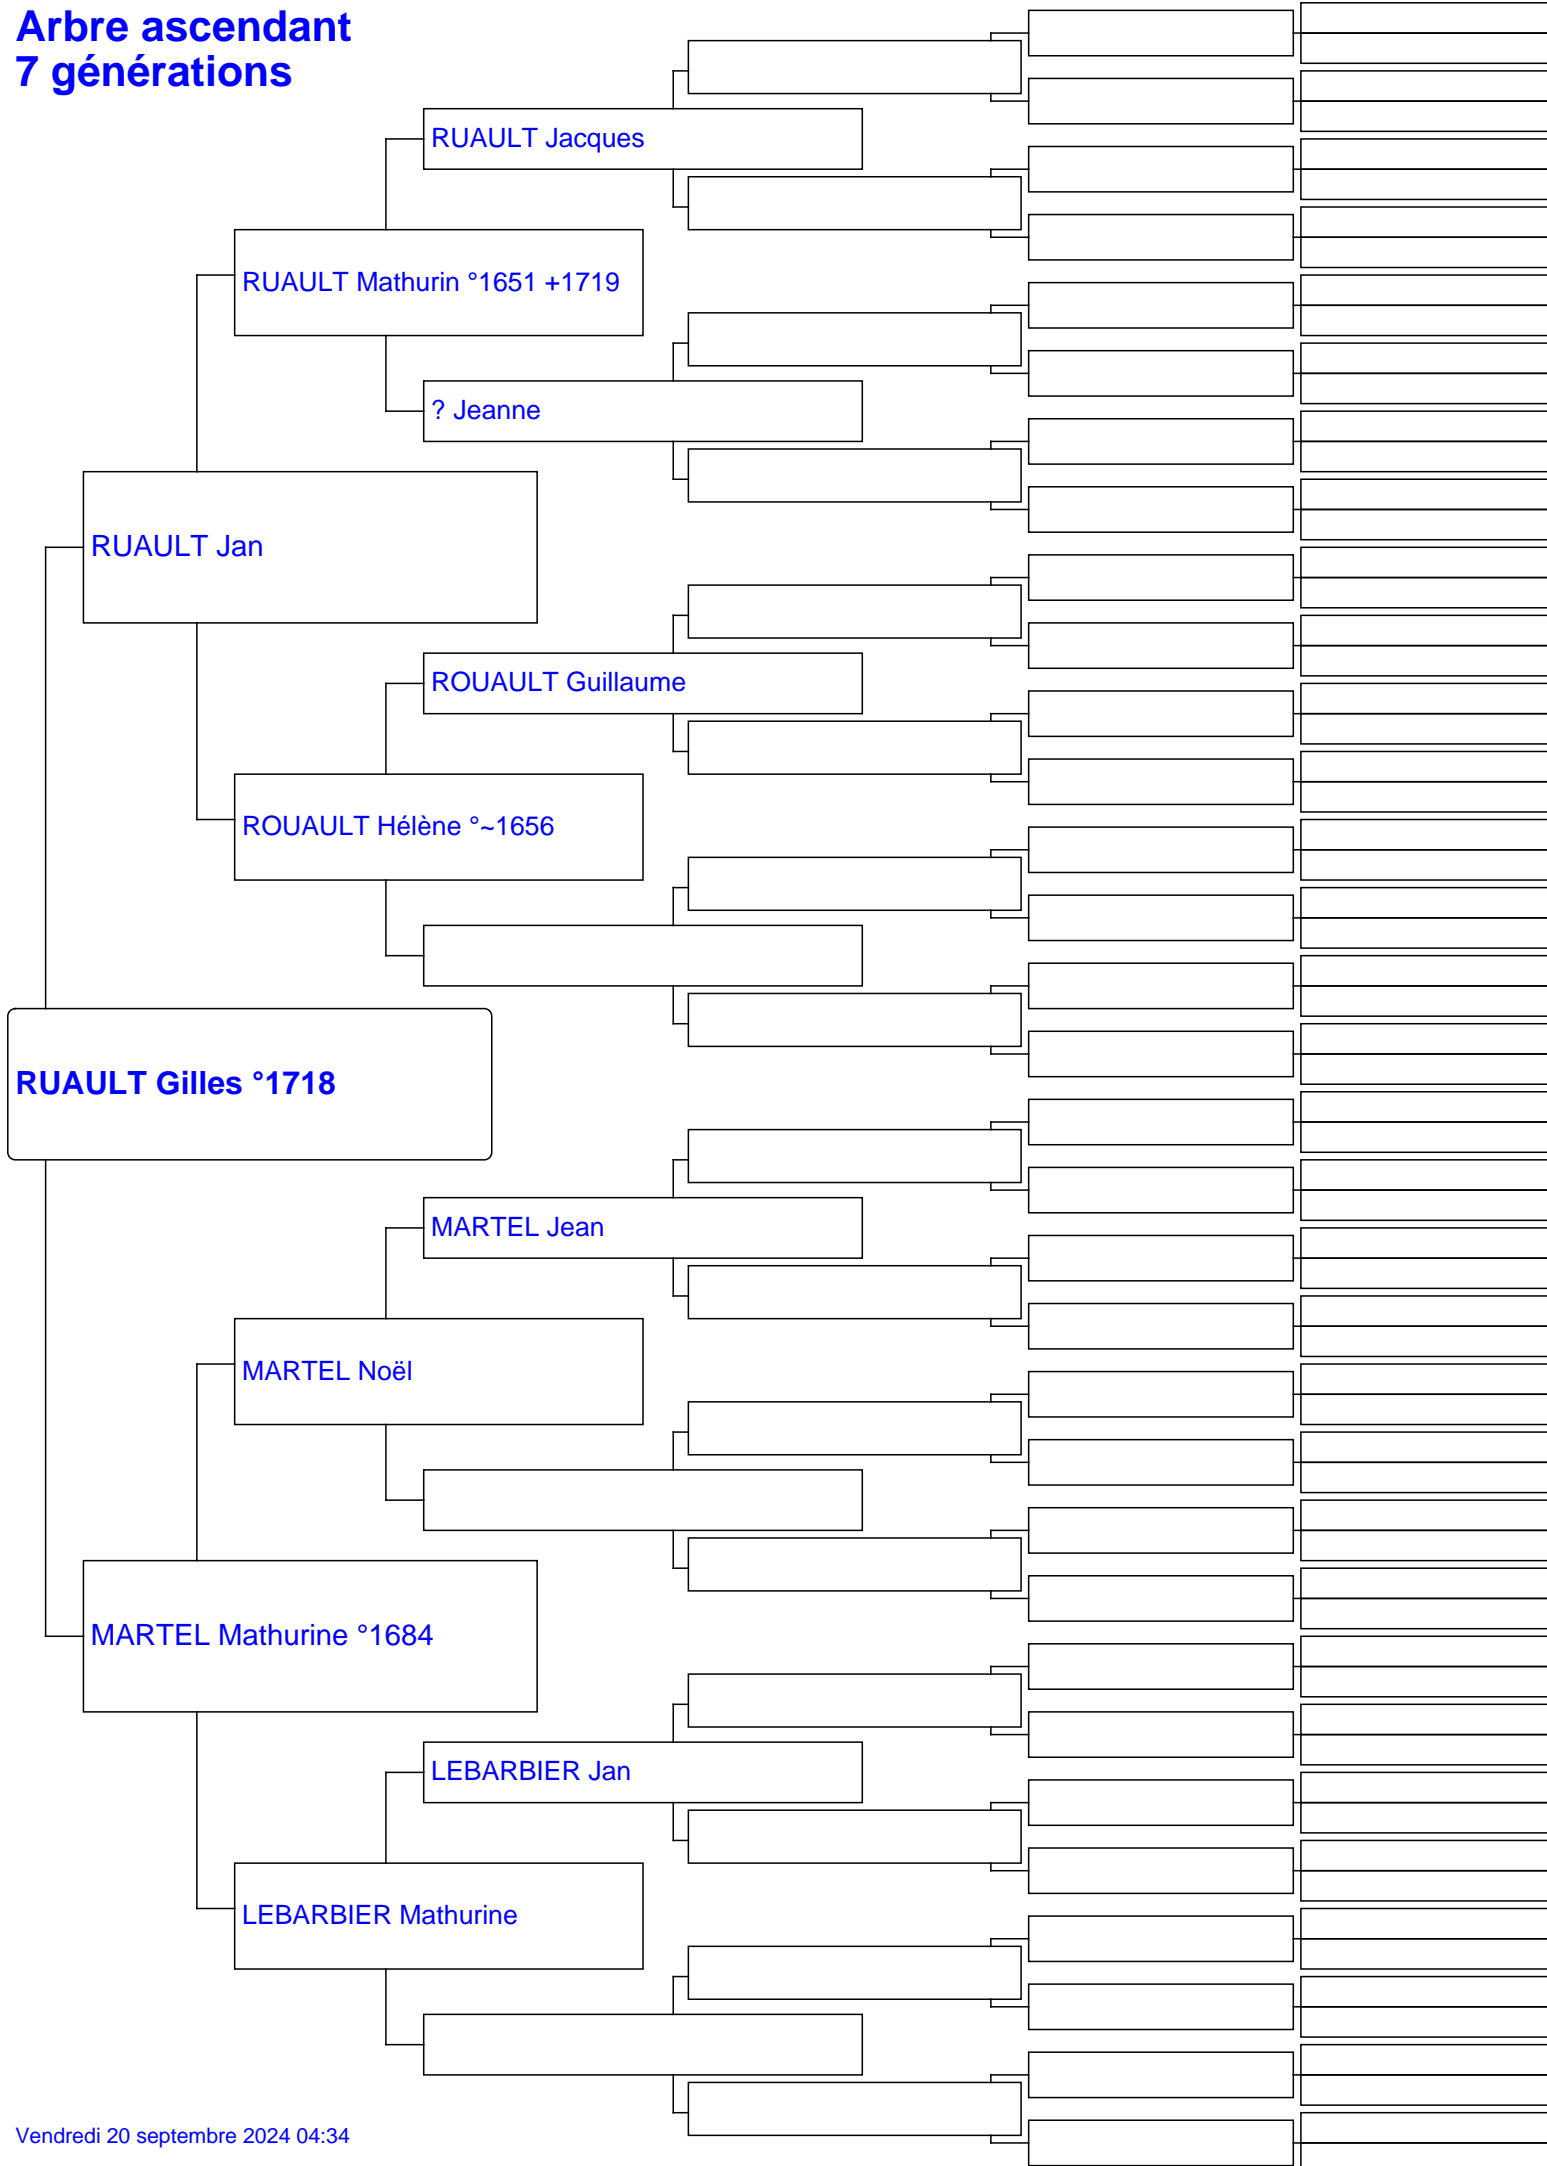 Arbre ascendant
7 générations
RUAULT Jacques
RUAULT Mathurin °1651 +1719
? Jeanne
RUAULT Jan
ROUAULT Guillaume
ROUAULT Hélène °~1656
RUAULT Gilles °1718
MARTEL Jean
MARTEL Noël
MARTEL Mathurine °1684
LEBARBIER Jan
LEBARBIER Mathurine
Vendredi 20 septembre 2024 04:34